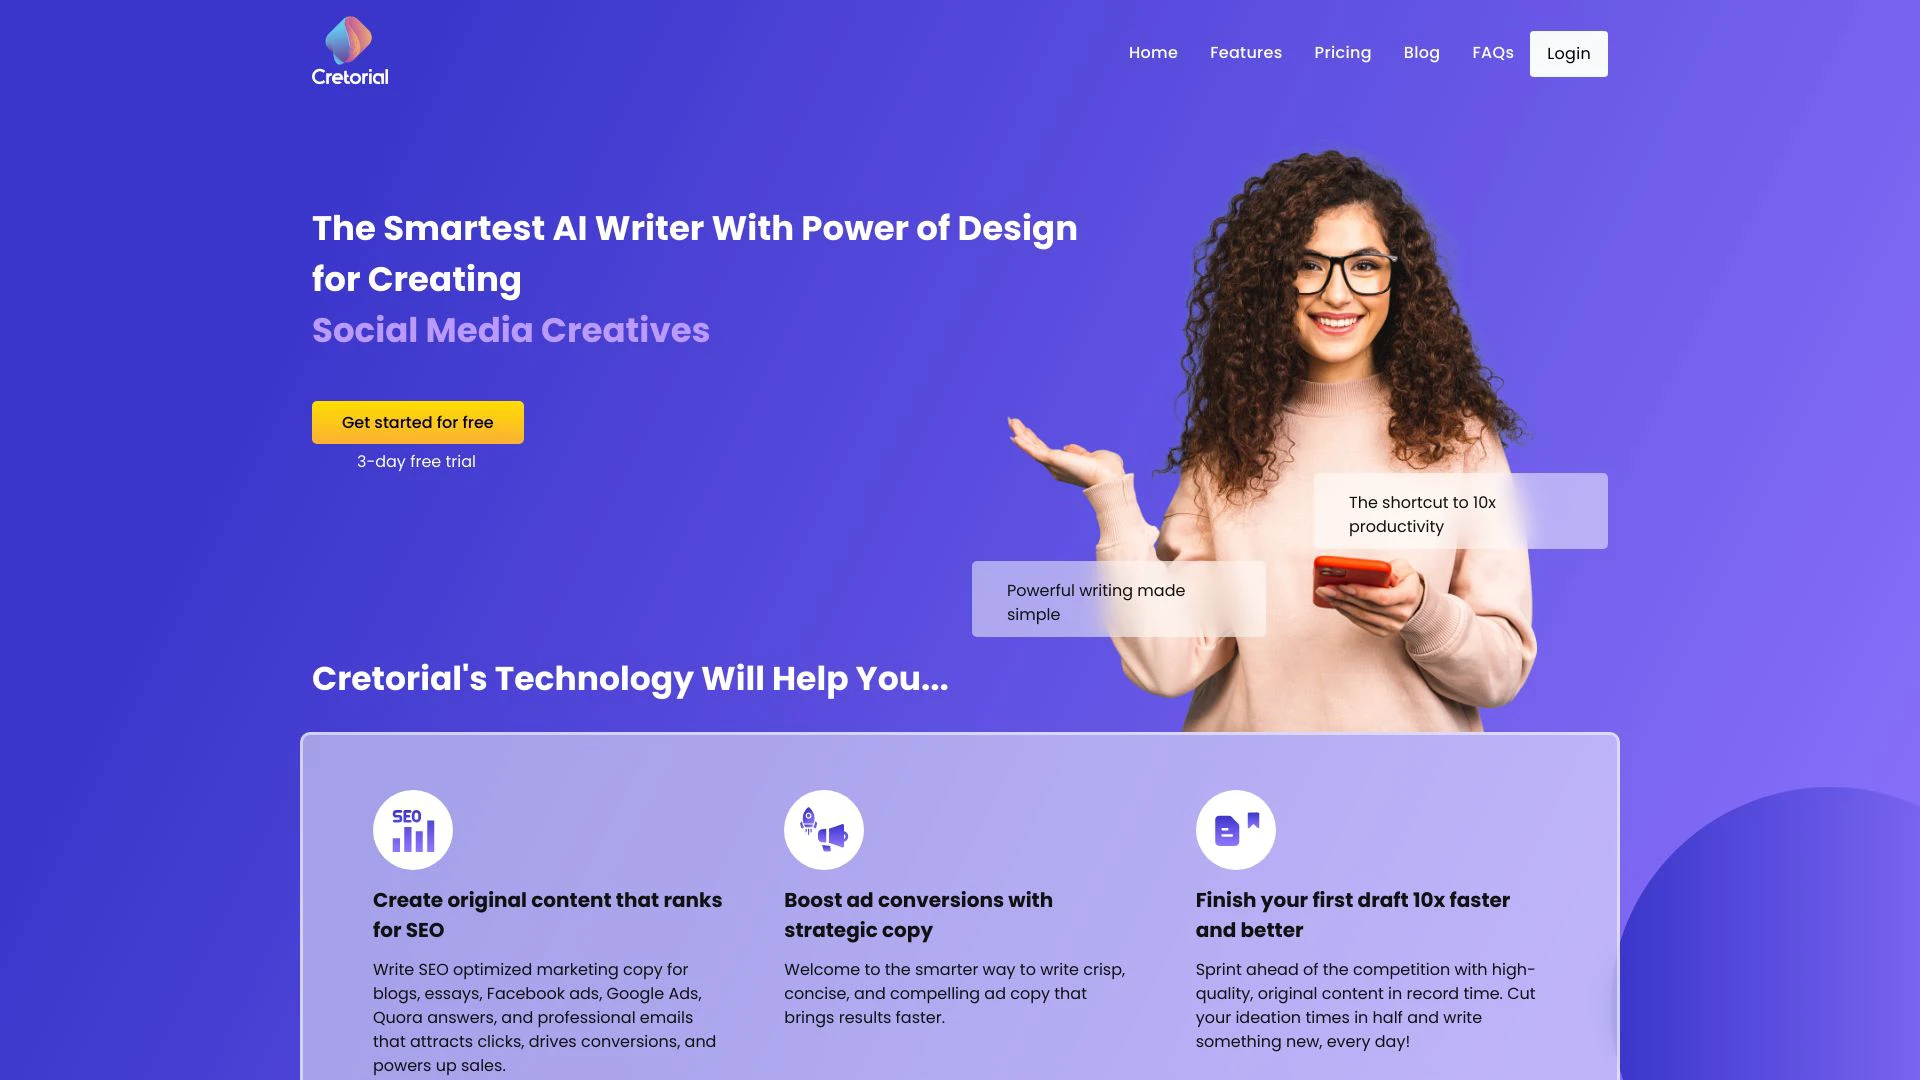 Cretorial
Home
Features
Pricing
Blog
FAQs
Login
The Smartest AI Writer With Power of Design
for Creating
Social Media Creatives
Get started for free
3-day free trial
The shortcut to 10x
productivity
Powerful writing made
simple
Cretorial's Technology Will Help You...
SEO
Create original content that ranks
for SEO
Write SEO optimized marketing copy for
blogs, essays, Facebook ads, Google Ads,
Quora answers, and professional emails
that attracts clicks, drives conversions, and
powers up sales.
Boost ad conversions with
strategic copy
Welcome to the smarter way to write crisp,
concise, and compelling ad copy that
brings results faster.
Finish your first draft 10x faster
and better
Sprint ahead of the competition with high-
quality, original content in record time. Cut
your ideation times in half and write
something new, every day!